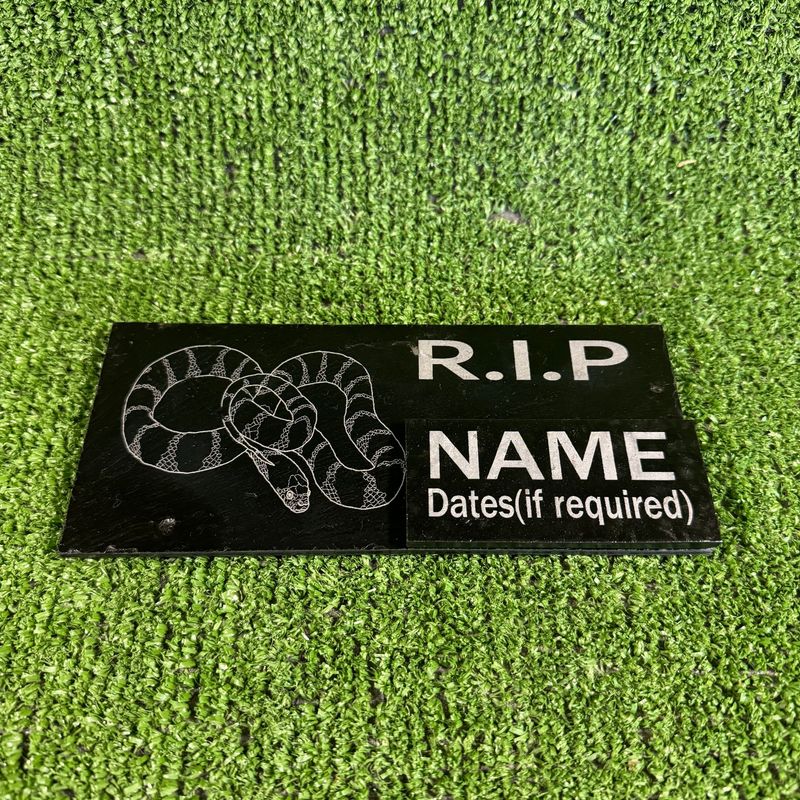 R.I.P
NAME
Dates(if required)